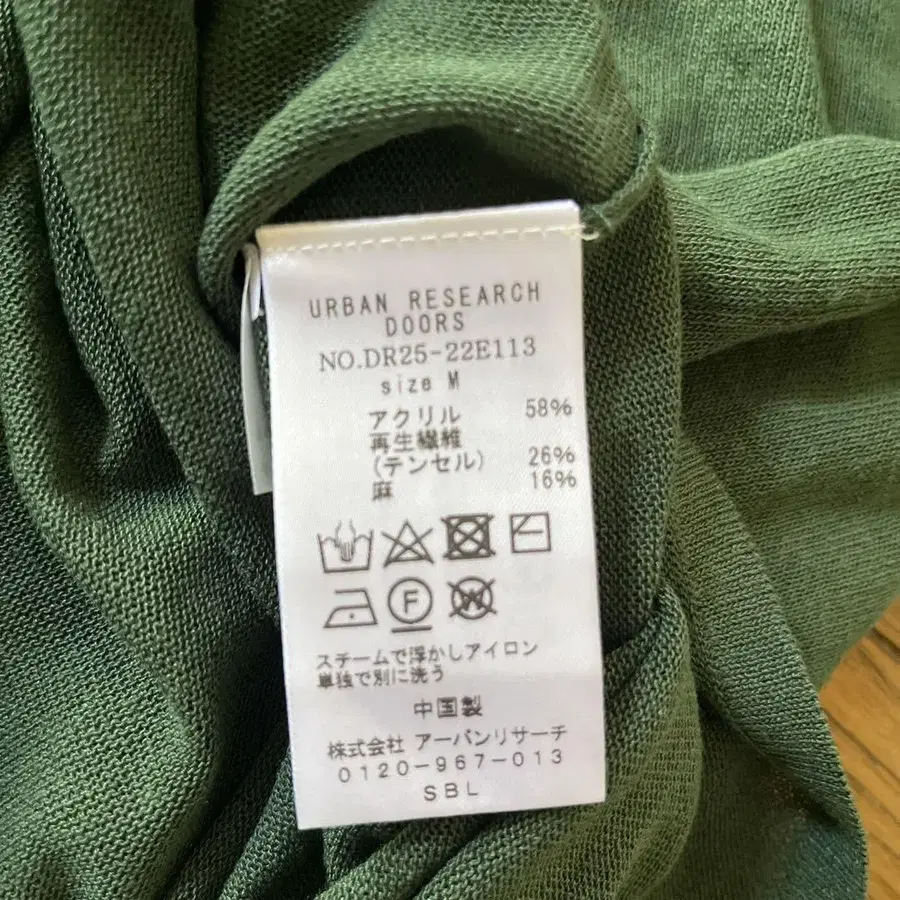 URBAN RESEARCH
DOORS
NO.DR25-22E113
size M
アクリル 58%
再生繊維
(テンセル) 26%
麻 16%
F W
スチームで浮かしアイロン
単独で別に洗う
中国製
株式会社 アーバンリサーチ
0120-967-013
SBL